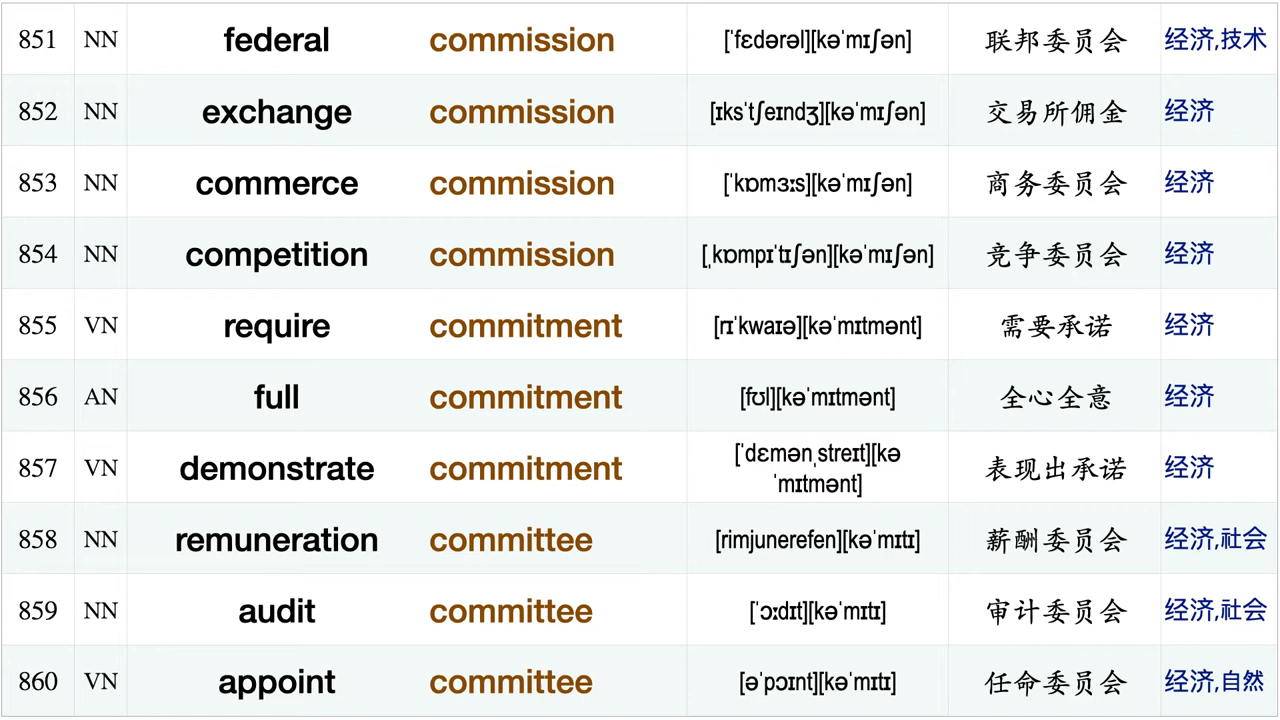 851 NN federal commission [ˈfɛdərəl][kəˈmɪʃən] 联邦委员会 经济,技术
852 NN exchange commission [ɪksˈtʃeɪndʒ][kəˈmɪʃən] 交易所佣金 经济
853 NN commerce commission [ˈkɒmɜːs][kəˈmɪʃən] 商务委员会 经济
854 NN competition commission [ˌkɒmpɪˈtɪʃən][kəˈmɪʃən] 竞争委员会 经济
855 VN require commitment [rɪˈkwaɪə][kəˈmɪtmənt] 需要承诺 经济
856 AN full commitment [fʊl][kəˈmɪtmənt] 全心全意 经济
857 VN demonstrate commitment [ˈdɛmənˌstreɪt][kə
ˈmɪtmənt] 表现出承诺 经济
858 NN remuneration committee [rimjunerefen][kəˈmɪtɪ] 薪酬委员会 经济,社会
859 NN audit committee [ˈɔːdɪt][kəˈmɪtɪ] 审计委员会 经济,社会
860 VN appoint committee [əˈpɔɪnt][kəˈmɪtɪ] 任命委员会 经济,自然